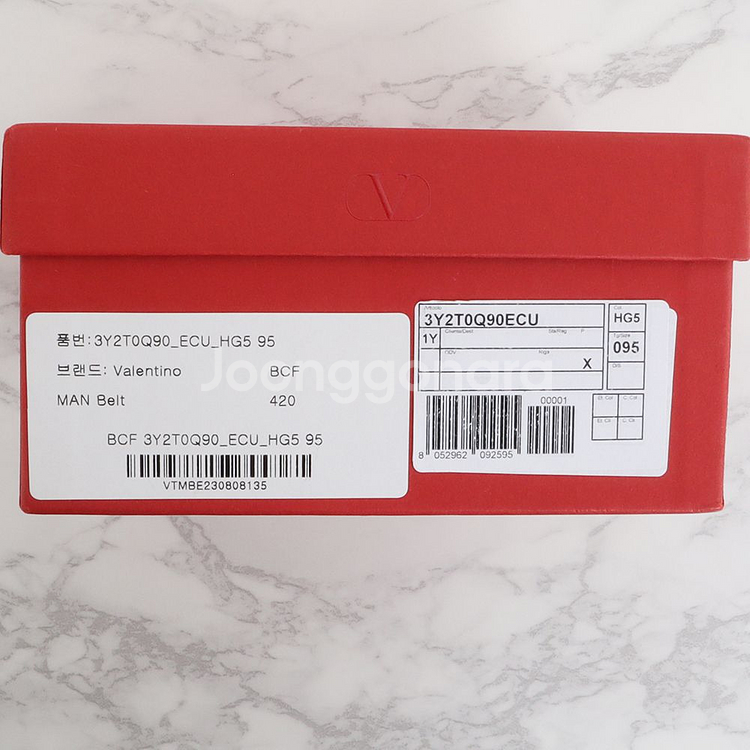 V
품번:3Y2T0Q90_ECU_HG5 95
브랜드: Valentino BCF
MAN Belt 420
BCF 3Y2T0Q90_ECU_HG5 95
VTMBE230808135
3Y2T0Q90ECU
1Y
X
HG5
095
00001
8 052962 092595
Joonggonara